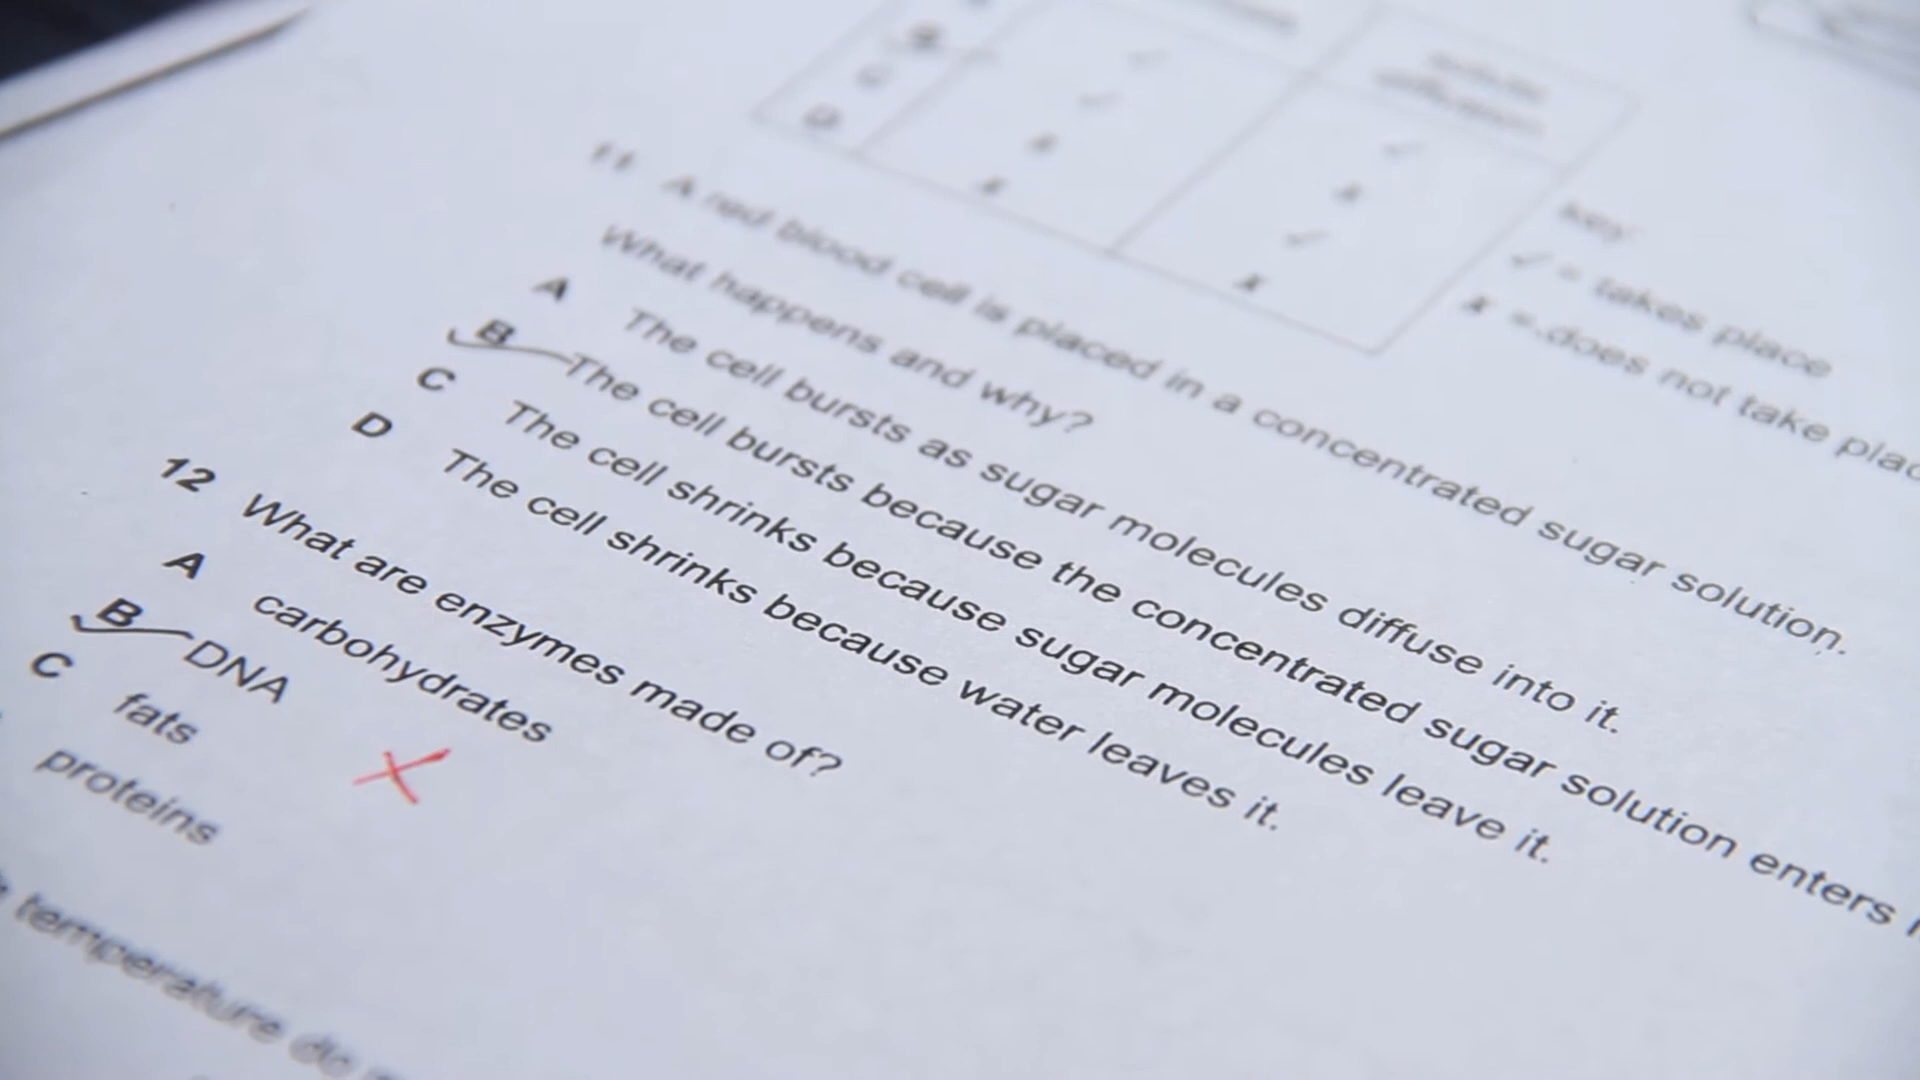 B
C
D
key
✓ = takes place
x = does not take plac
11 A red blood cell is placed in a concentrated sugar solution.
What happens and why?
A The cell bursts as sugar molecules diffuse into it.
B The cell bursts because the concentrated sugar solution enters
C The cell shrinks because sugar molecules leave it.
D The cell shrinks because water leaves it.
12 What are enzymes made of?
A carbohydrates
B DNA
C fats
proteins
temperature do